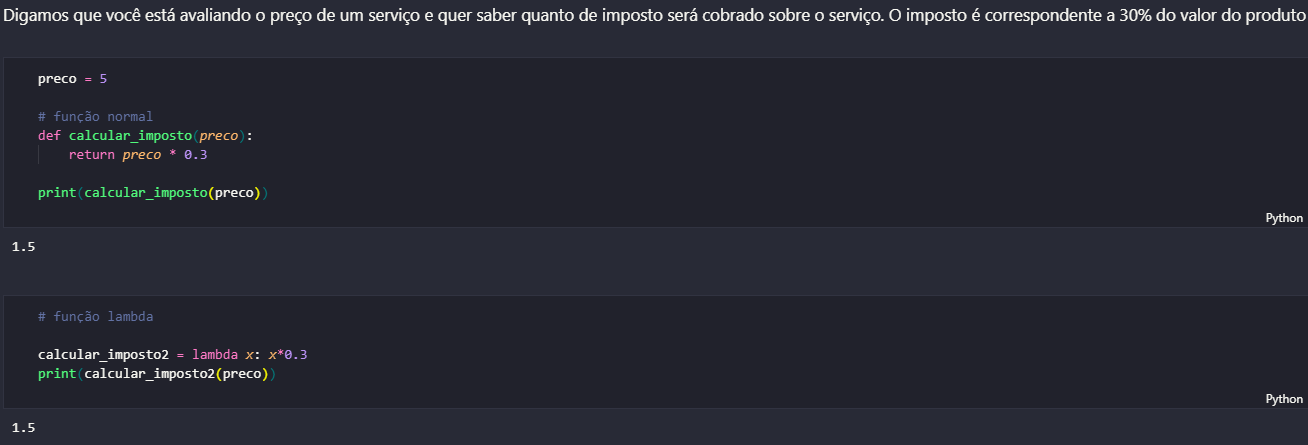 Digamos que você está avaliando o preço de um serviço e quer saber quanto de imposto será cobrado sobre o serviço. O imposto é correspondente a 30% do valor do produto
preco = 5
# função normal
def calcular_imposto(preco):
    return preco * 0.3
print(calcular_imposto(preco))
Python
1.5
# função lambda
calcular_imposto2 = lambda x: x*0.3
print(calcular_imposto2(preco))
Python
1.5